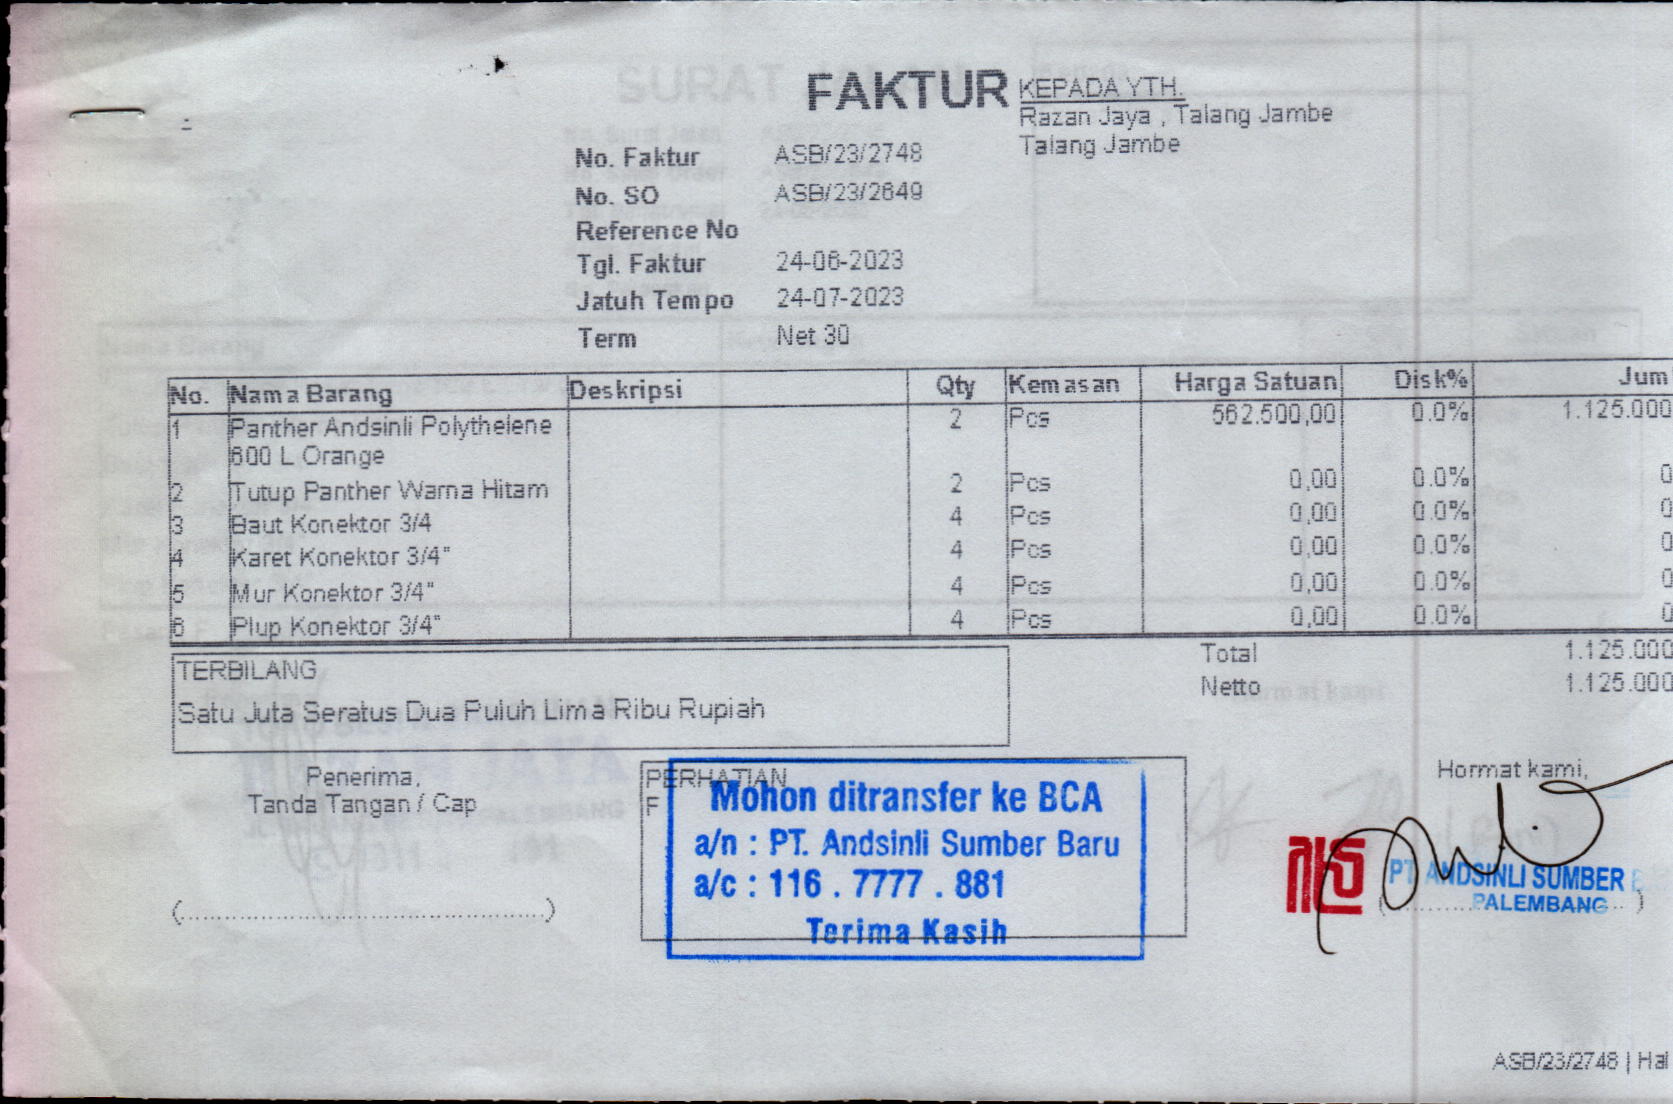 FAKTUR
KEPADA YTH.
Razan Jaya , Talang Jambe
Talang Jambe
No. Faktur ASB/23/2748
No. SO ASB/23/2649
Reference No
Tgl. Faktur 24-06-2023
Jatuh Tempo 24-07-2023
Term Net 30
No. Nama Barang Deskripsi Qty Kemasan Harga Satuan Disk% Juml
1 Panther Andsinli Polythelene 2 Pcs 562.500,00 0.0% 1.125.000
600 L Orange
2 Tutup Panther Warna Hitam 2 Pcs 0,00 0.0% 0
3 Baut Konektor 3/4 4 Pcs 0,00 0.0% 0
4 Karet Konektor 3/4" 4 Pcs 0,00 0.0% 0
5 Mur Konektor 3/4" 4 Pcs 0,00 0.0% 0
6 Plup Konektor 3/4" 4 Pcs 0,00 0.0% 0
Total 1.125.000
Netto 1.125.000
TERBILANG
Satu Juta Seratus Dua Puluh Lima Ribu Rupiah
Penerima,
Tanda Tangan / Cap
(..................................................)
PERHATIAN
F
Mohon ditransfer ke BCA
a/n : PT. Andsinli Sumber Baru
a/c : 116 . 7777 . 881
Terima Kasih
Hormat kami,
PT ANDSINLI SUMBER
PALEMBANG
ASB/23/2748 | Hal